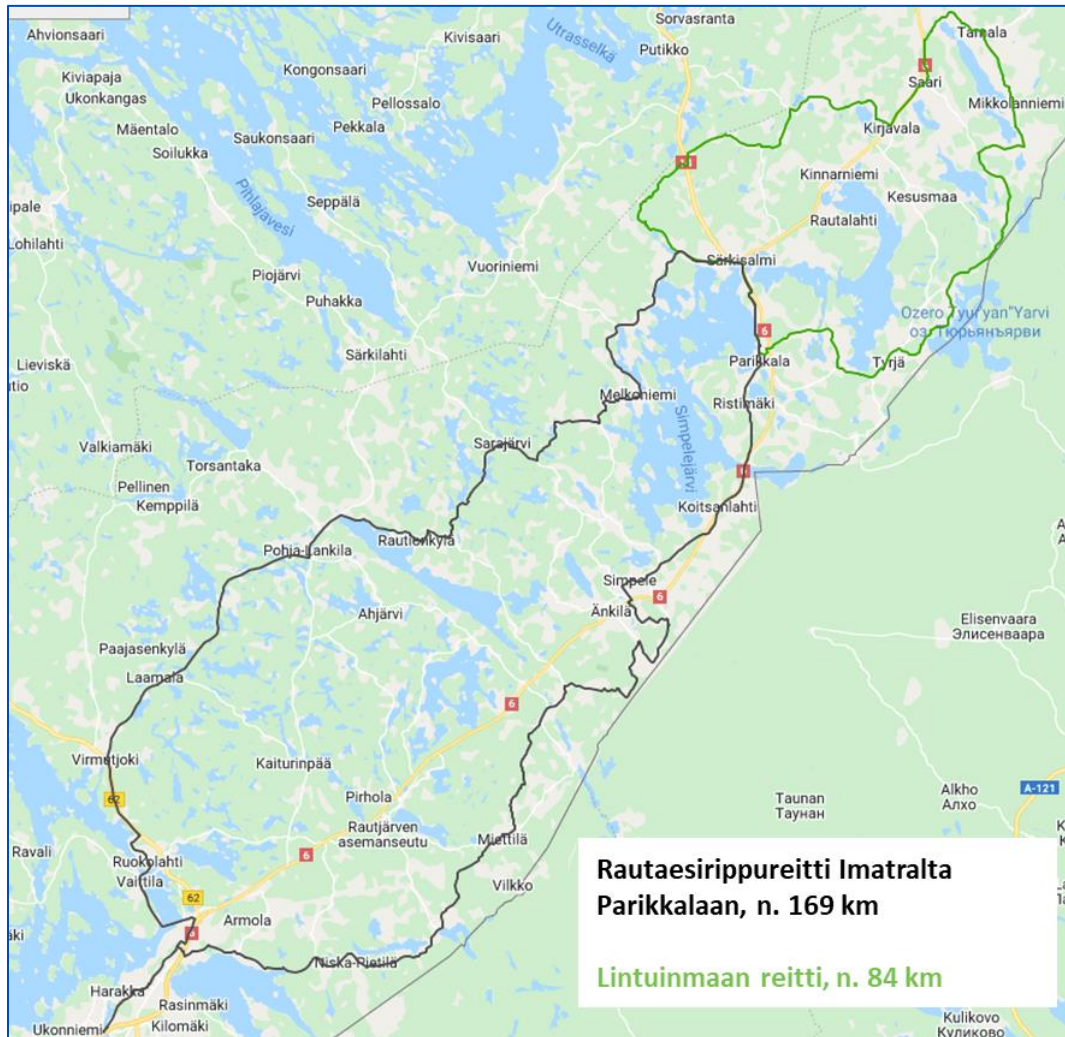 Ahvionsaari
Kivisaari
Sorvasranta
Utrasselkä
Putikko
Tarnala
Kiviapaja
Kongonsaari
Ukonkangas
Pellossalo
Saari
Mikkolanniemi
Mäentalo
Saukonsaari
Pekkala
Kirjavala
Soilukka
Kinnarniemi
Seppälä
Kesusmaa
ipale
Pihlajavesi
Rautalahti
Lohilahti
Vuoriniemi
Särkisalmi
Piojärvi
Puhakka
Ozero Tyur'yan"Yarvi
оз. Тюрьянъярви
6
Särkilahti
Parikkala
Tyrjä
Lieviskä
tio
Melkoniemi
Ristimäki
Simpelejärvi
Valkiamäki
Sarajärvi
Torsantaka
Pellinen
Kemppilä
Koitsanlahti
Pohja-Lankila
Rautionkylä
Simpele
6
Änkilä
Ahjärvi
Elisenvaara
Элисенваара
Paajasenkylä
Laamala
6
Virmutjoki
Kaiturinpää
62
Pirhola
Taunan
Таунан
Alkho
Алхо
A-121
Rautjärven
asemanseutu
Miettilä
Ravali
Ruokolahti
6
Vaittila
Vilkko
62
Armola
Niska-Pietilä
Harakka
Rasinmäki
Ukonniemi
Kilomäki
Kulikovo
Куликово
Rautaesirippureitti Imatralta
Parikkalaan, n. 169 km
Lintuinmaan reitti, n. 84 km